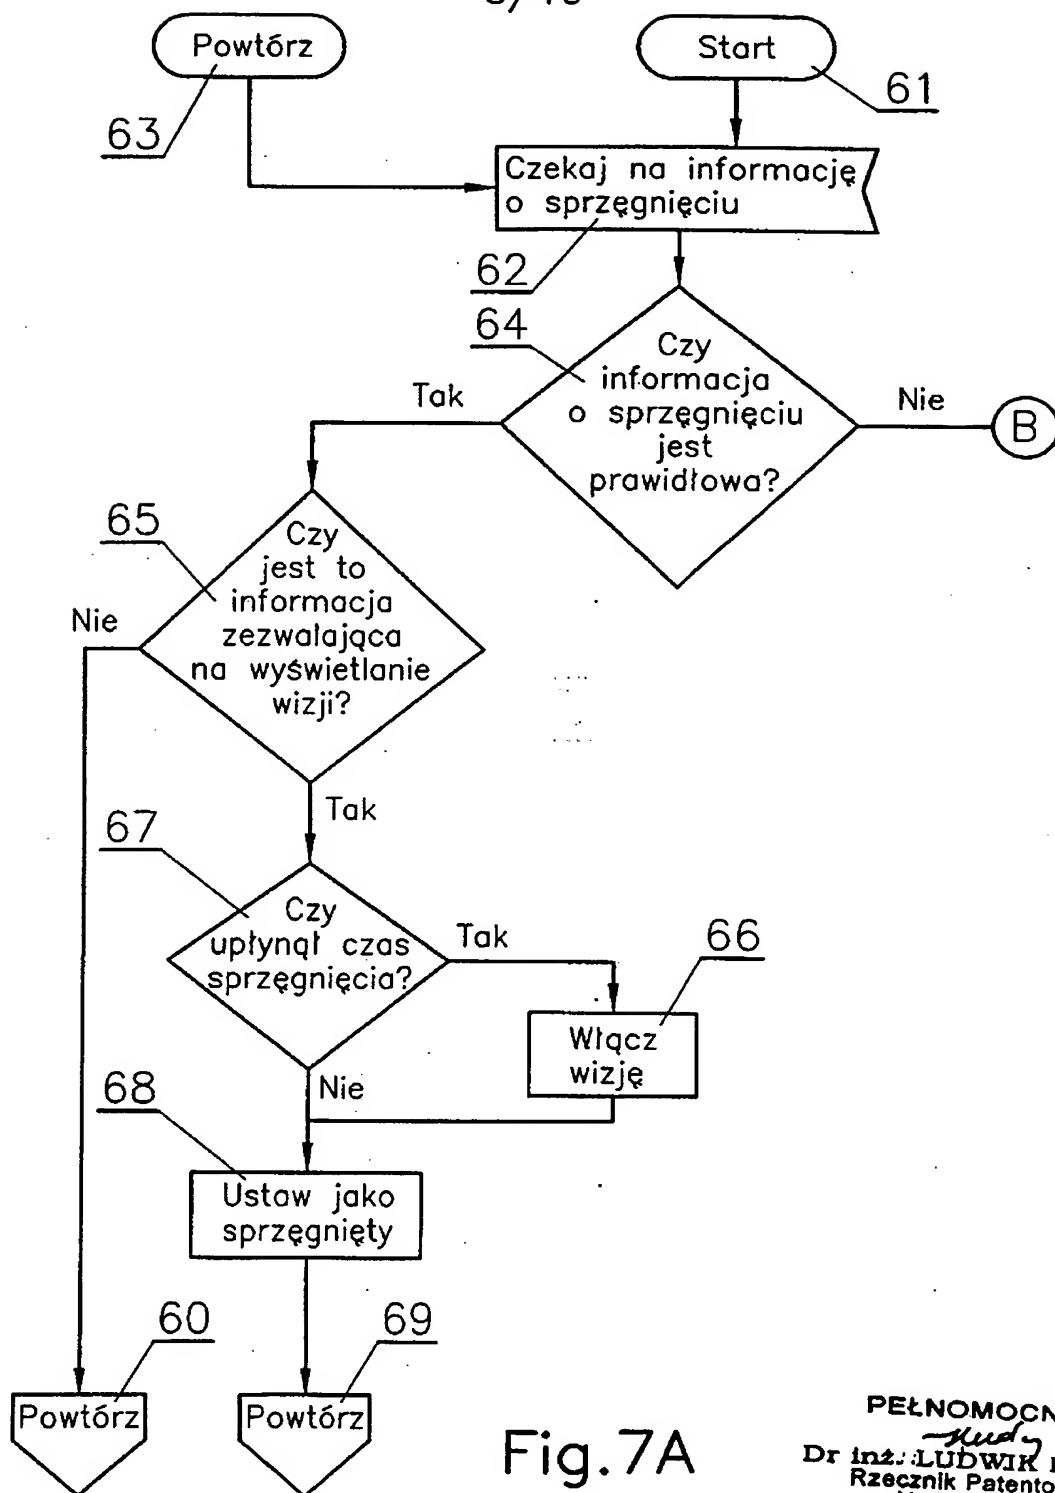 Powtórz
Start
61
63
Czekaj na informację
o sprzęgnięciu
62
64
Czy
informacja
o sprzęgnięciu
jest
prawidłowa?
Tak
Nie
B
65
Czy
jest to
informacja
zezwalająca
na wyświetlanie
wizji?
Nie
Tak
67
Czy
upłynął czas
sprzęgnięcia?
Tak
66
Włącz
wizję
Nie
68
Ustaw jako
sprzęgnięty
60
69
Powtórz
Powtórz
Fig.7A
PEŁNOMOCN
Dr inż. LUDWIK
Rzecznik Patento